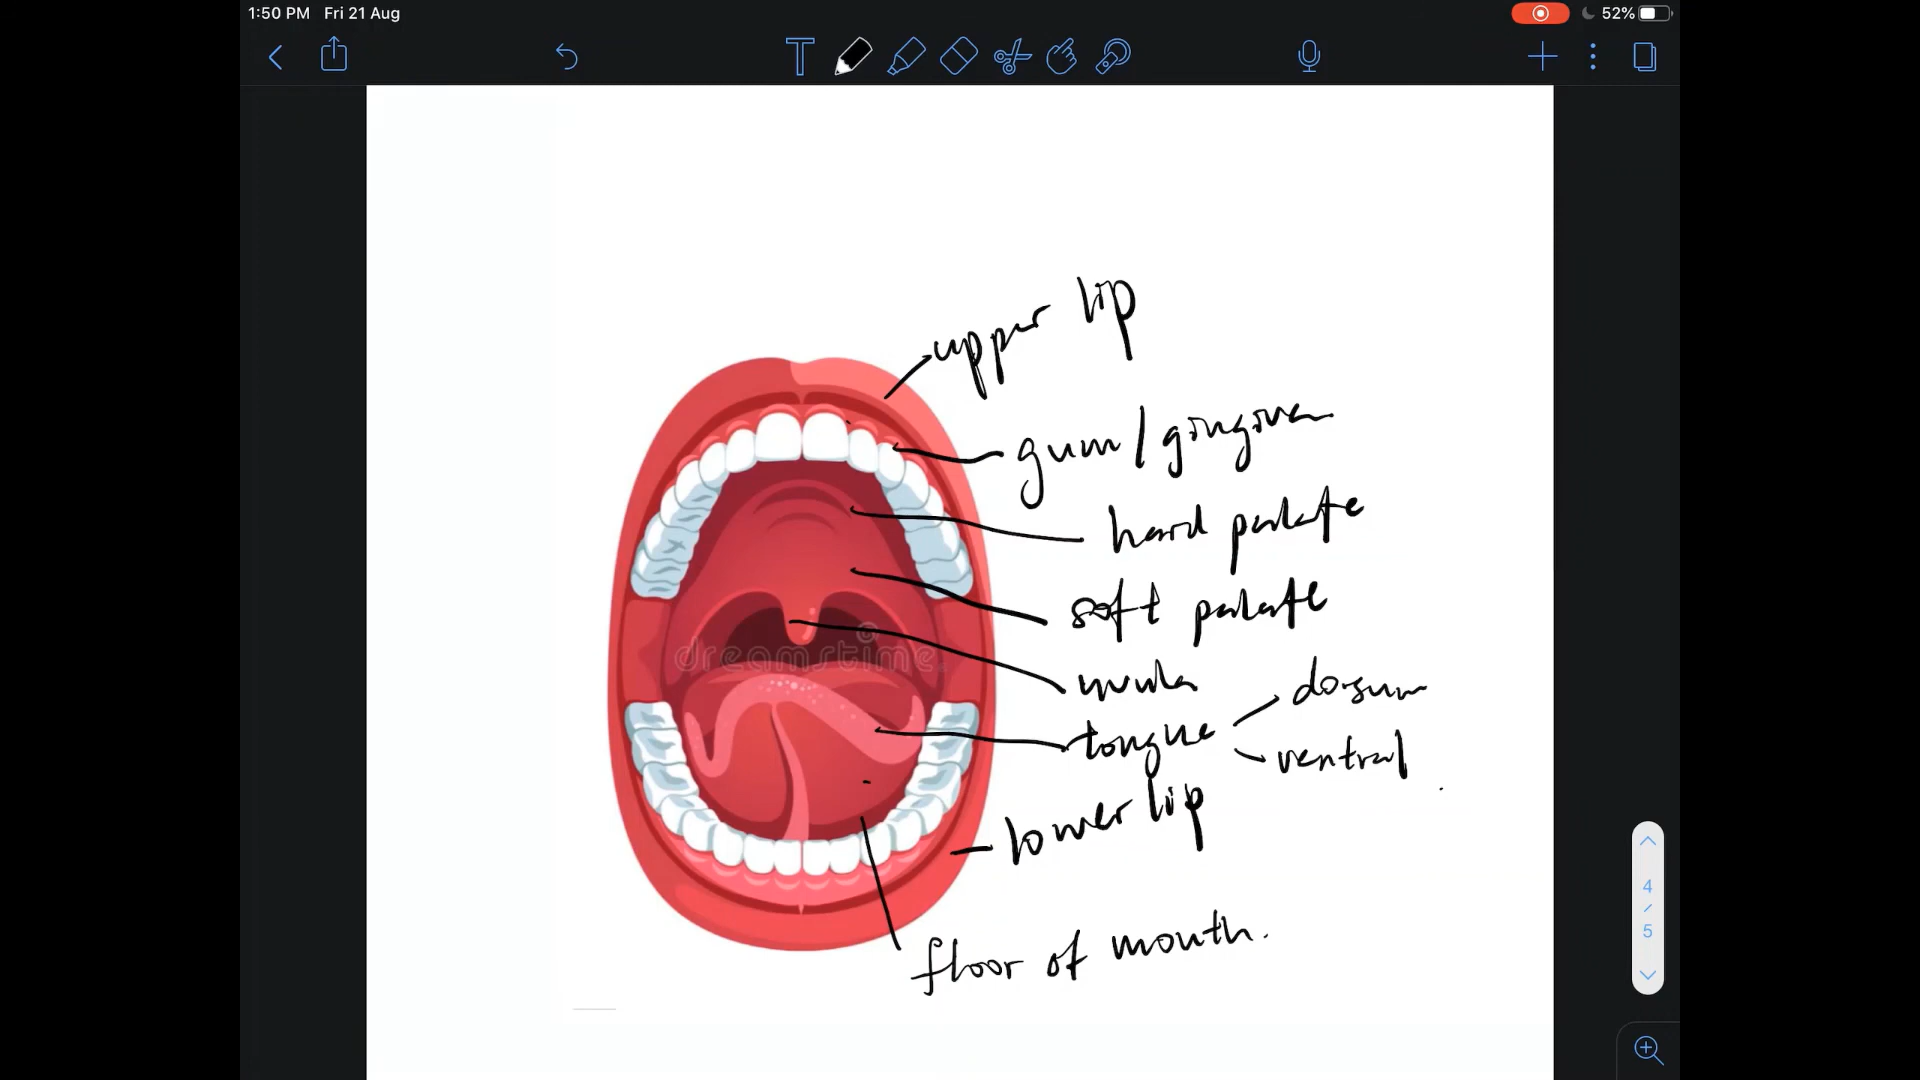 1:50 PM Fri 21 Aug
52%
T
upper lip
gum/gingiva
hard palate
soft palate
uvula
dreamstime
tongue
dorsum
ventral
lower lip
floor of mouth.
4
/
5